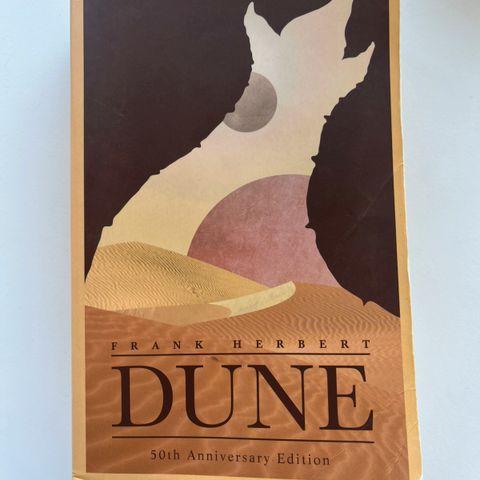 FRANK HERBERT
DUNE
50th Anniversary Edition